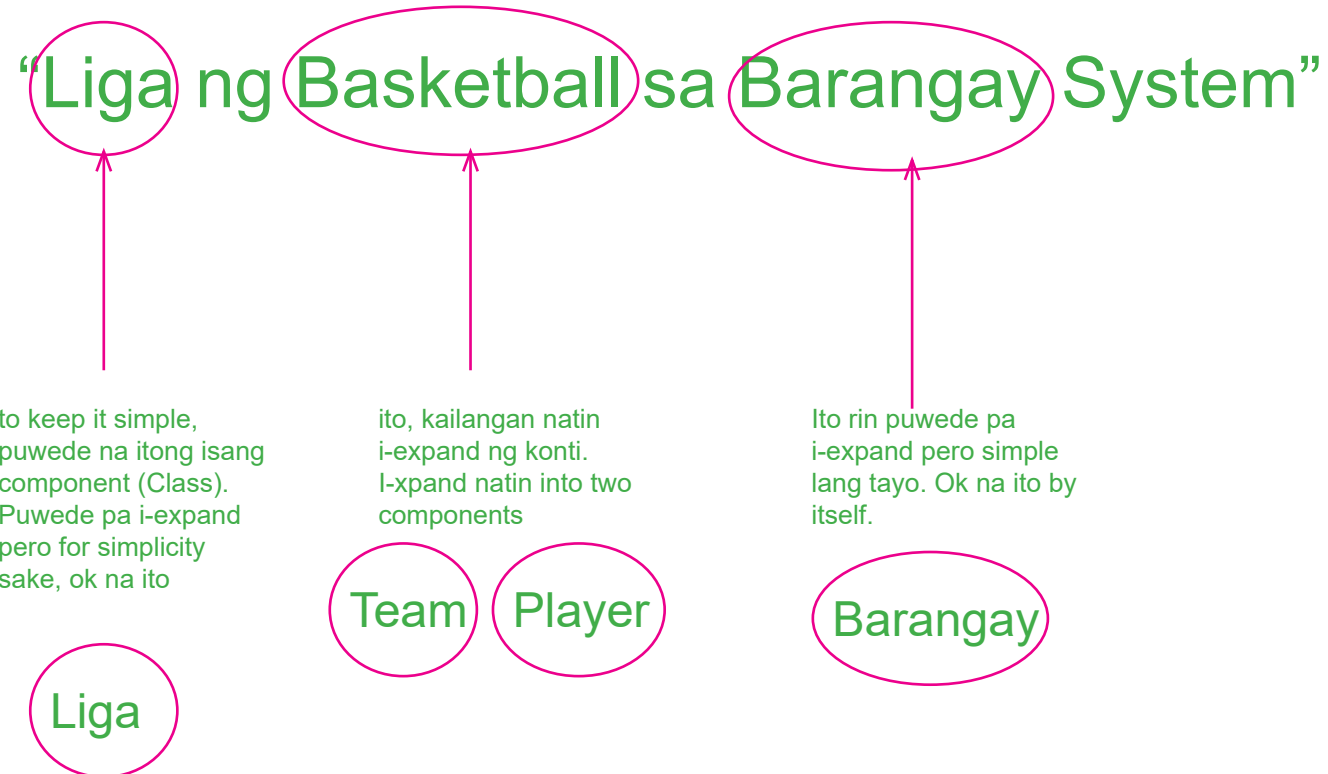 “Liga ng Basketball sa Barangay System”
to keep it simple,
puwede na itong isang
component (Class).
Puwede pa i-expand
pero for simplicity
sake, ok na ito
Liga
ito, kailangan natin
i-expand ng konti.
I-xpand natin into two
components
Team Player
Ito rin puwede pa
i-expand pero simple
lang tayo. Ok na ito by
itself.
Barangay